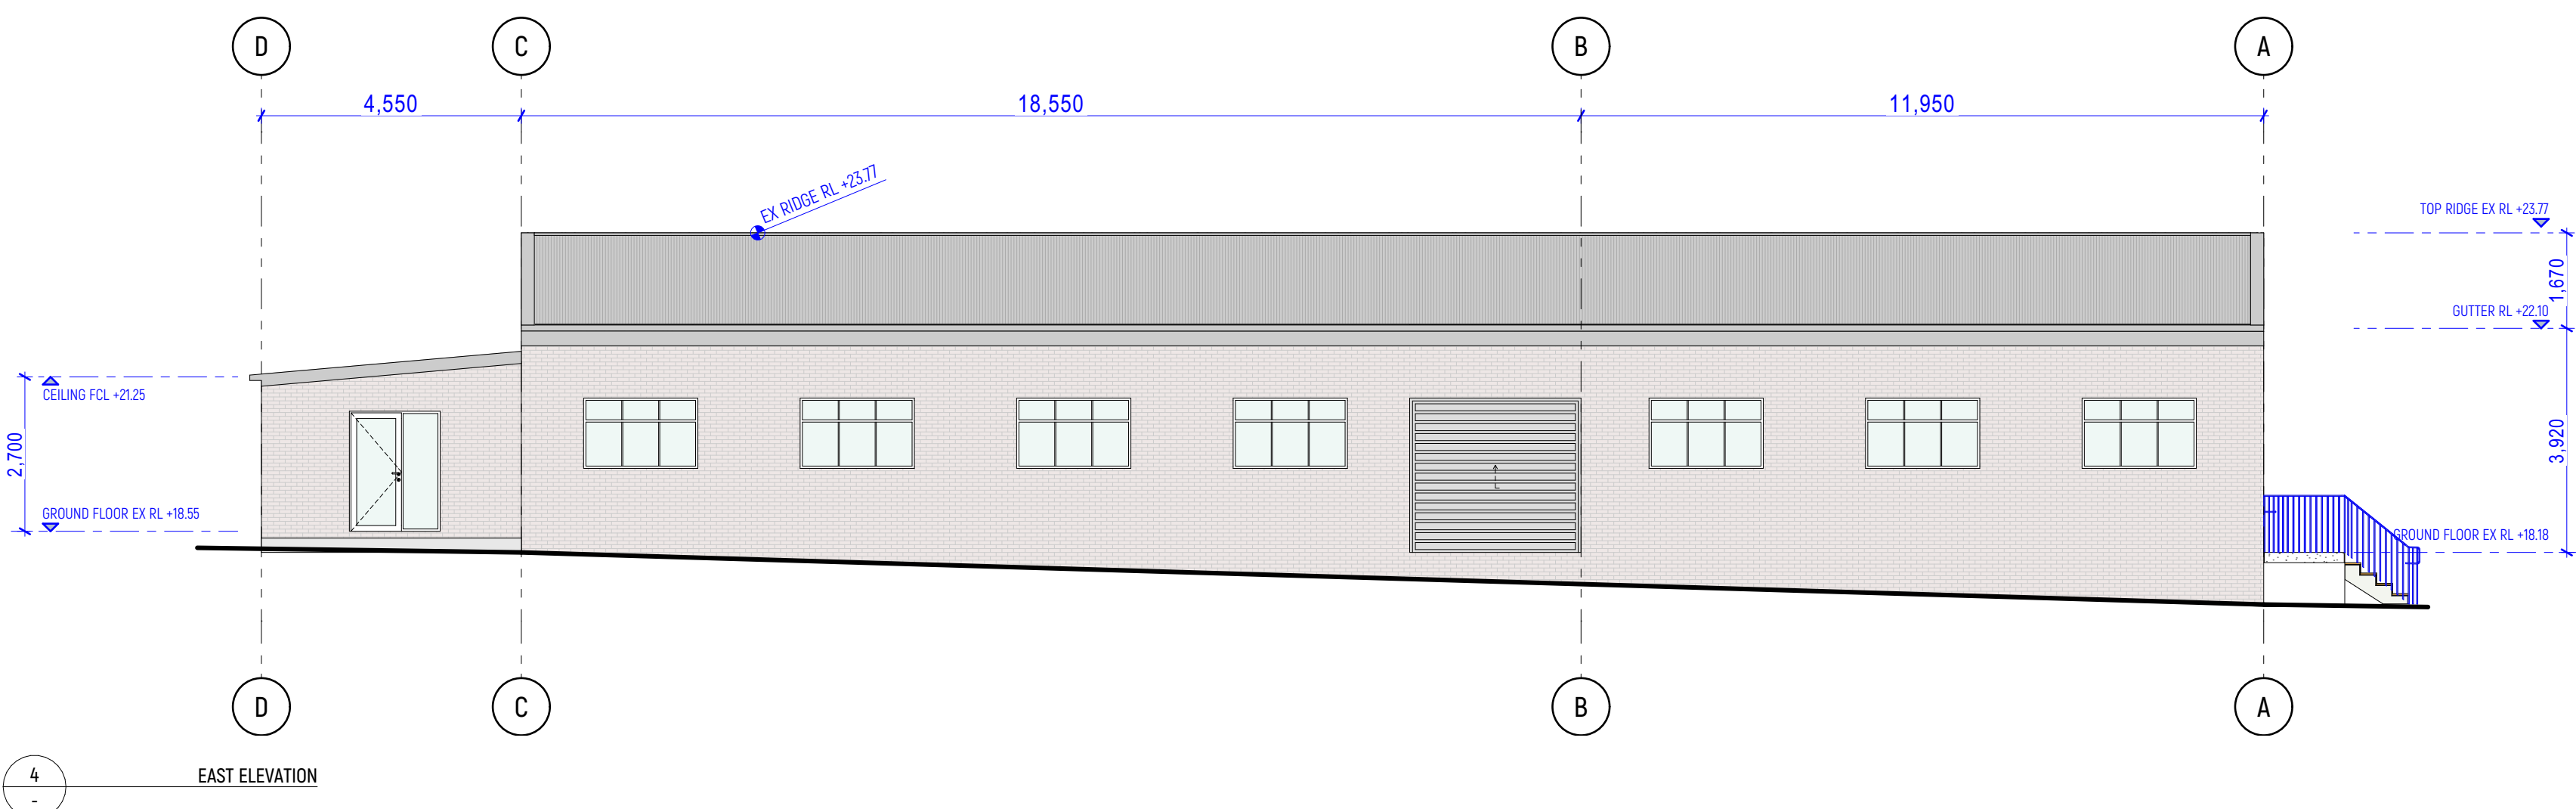 D
C
B
A
4,550
18,550
11,950
EX RIDGE RL +23.77
TOP RIDGE EX RL +23.77
1,670
GUTTER RL +22.10
CEILING FCL +21.25
2,700
3,920
GROUND FLOOR EX RL +18.55
GROUND FLOOR EX RL +18.18
L
D
C
B
A
4
EAST ELEVATION
-